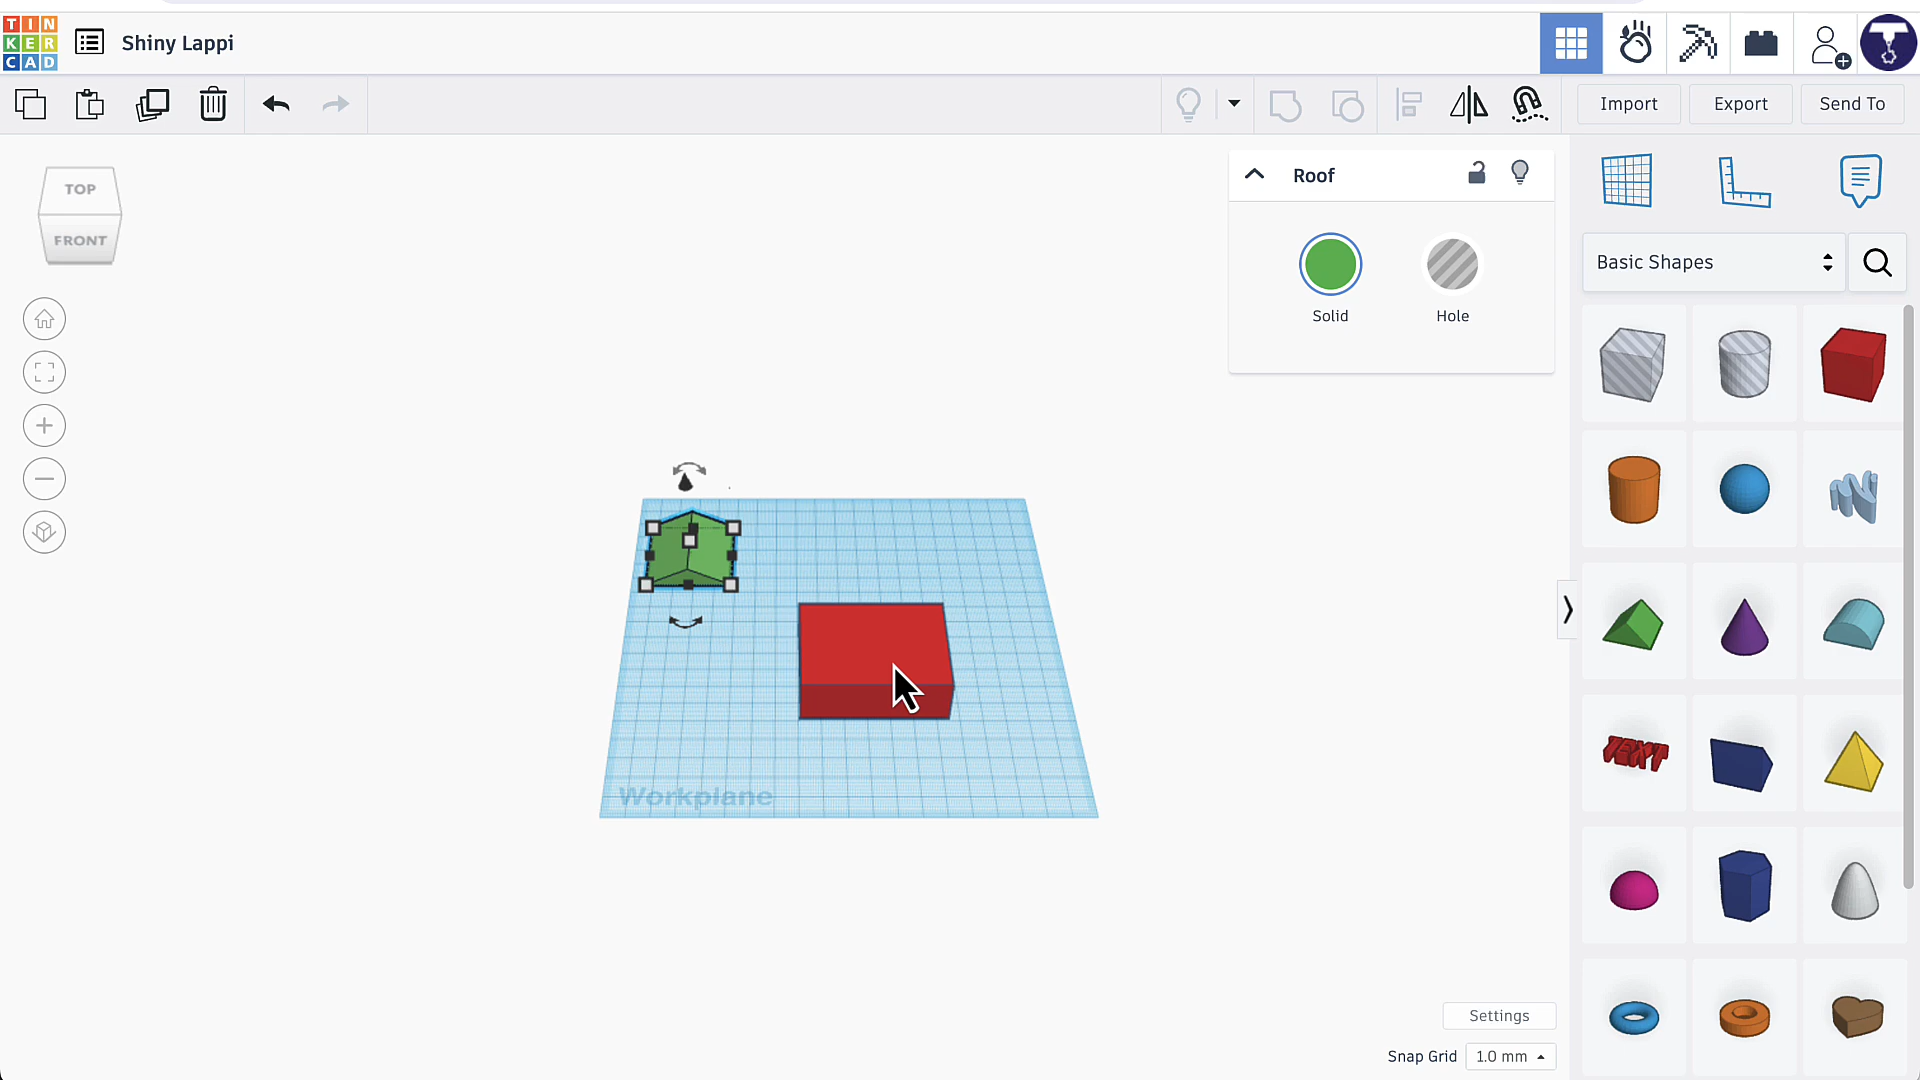 TIN
KER
CAD
Shiny Lappi
Import
Export
Send To
TOP
FRONT
Roof
Solid
Hole
Basic Shapes
TEXT
Workplane
Settings
Snap Grid
1.0 mm